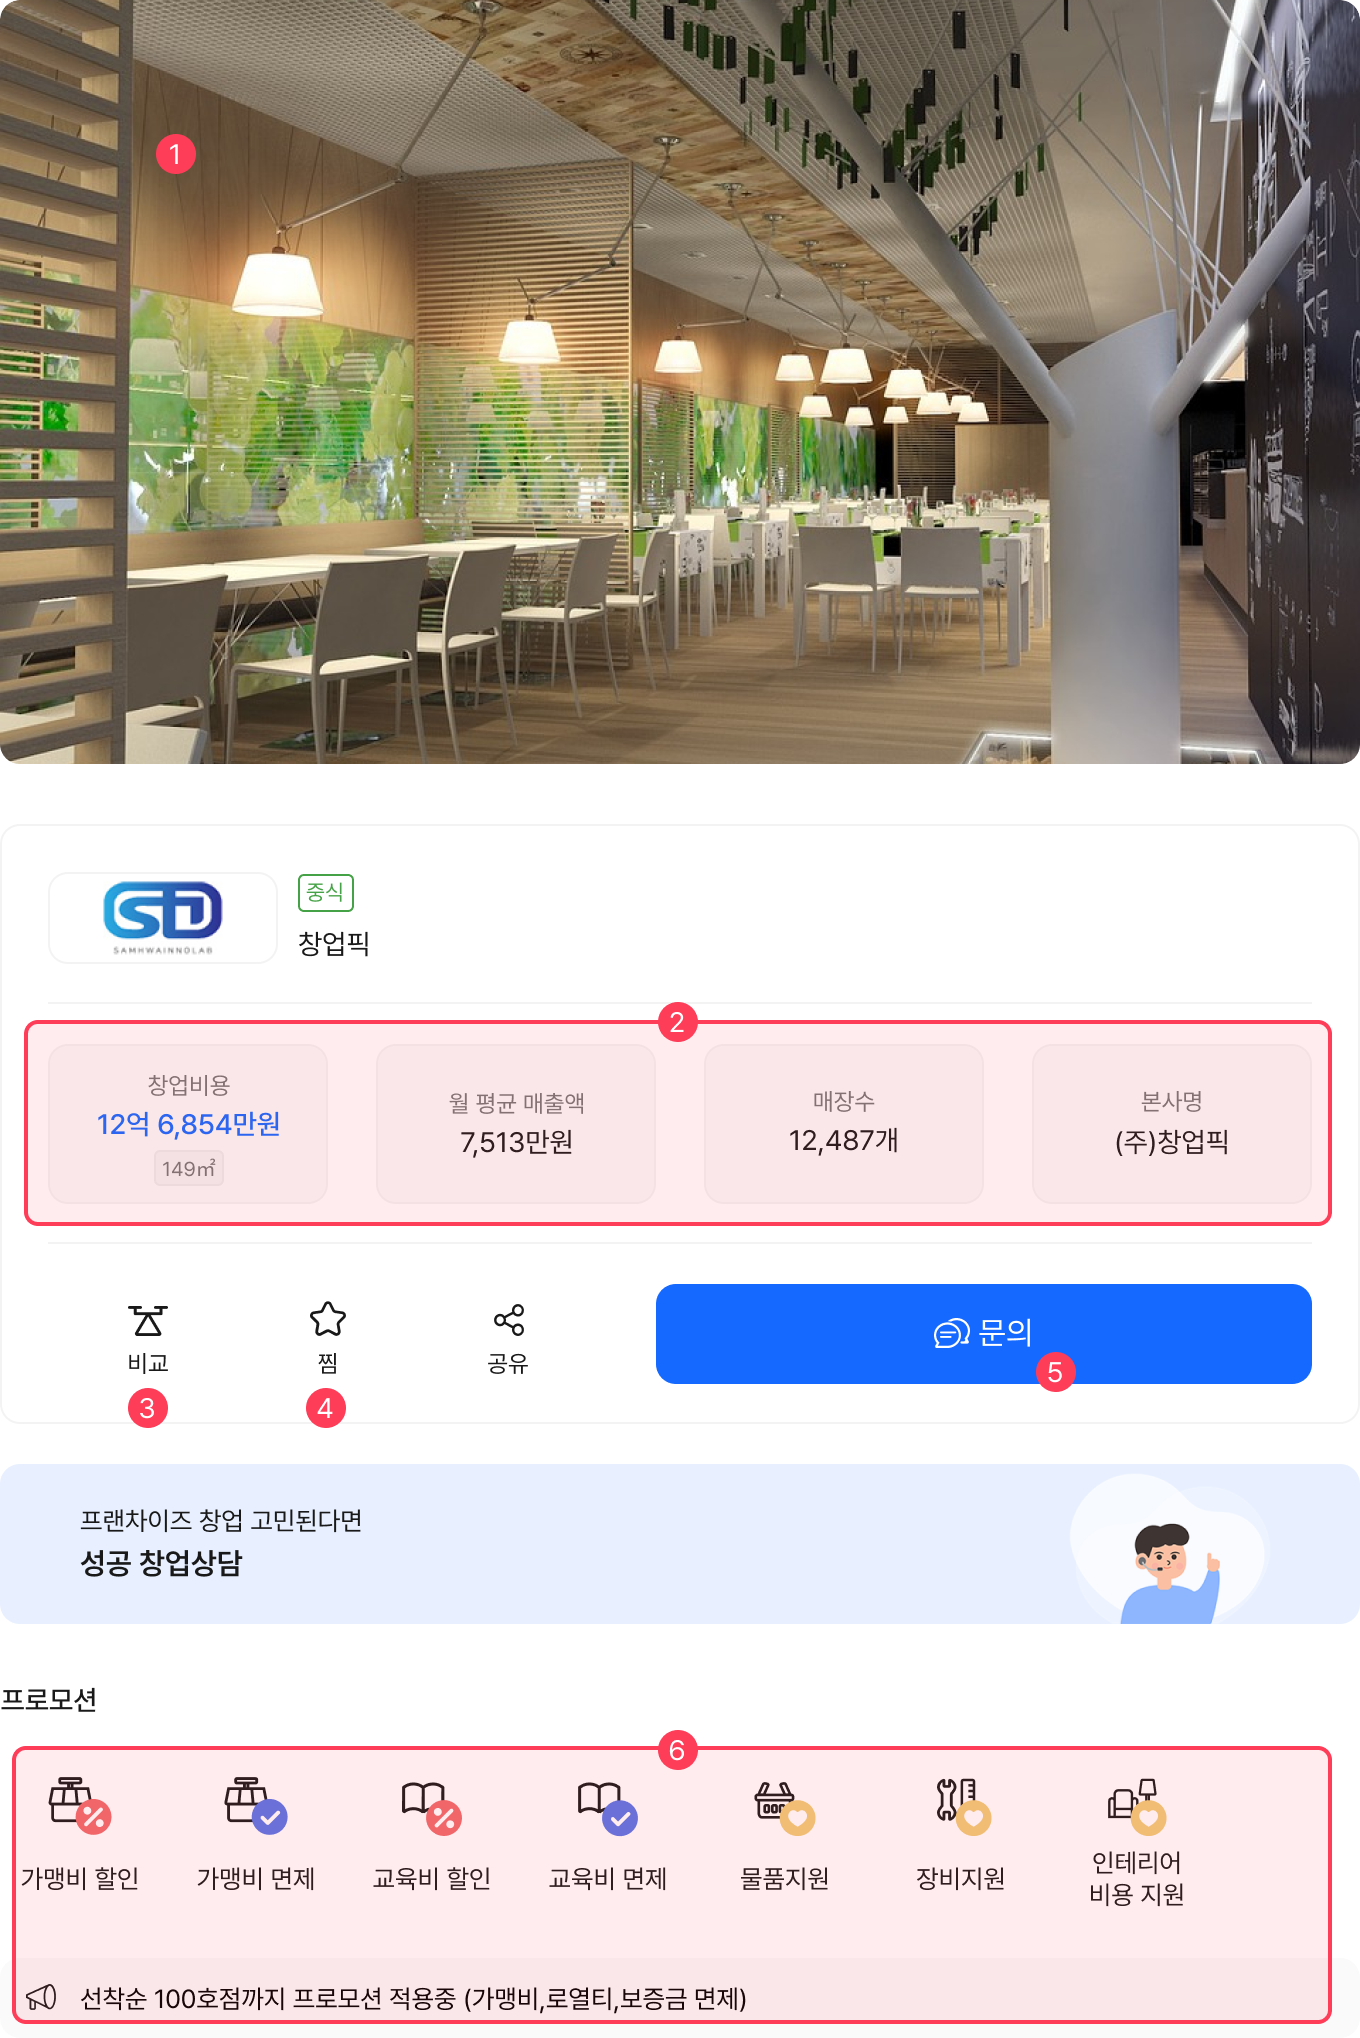 1
SD
SAMHWAINNOLAB
중식
창업픽
2
창업비용
12억 6,854만원
149㎡
월 평균 매출액
7,513만원
매장수
12,487개
본사명
(주)창업픽
비교
찜
공유
문의
3
4
5
프랜차이즈 창업 고민된다면
성공 창업상담
프로모션
6
가맹비 할인
가맹비 면제
교육비 할인
교육비 면제
물품지원
장비지원
인테리어
비용 지원
선착순 100호점까지 프로모션 적용중 (가맹비,로열티,보증금 면제)